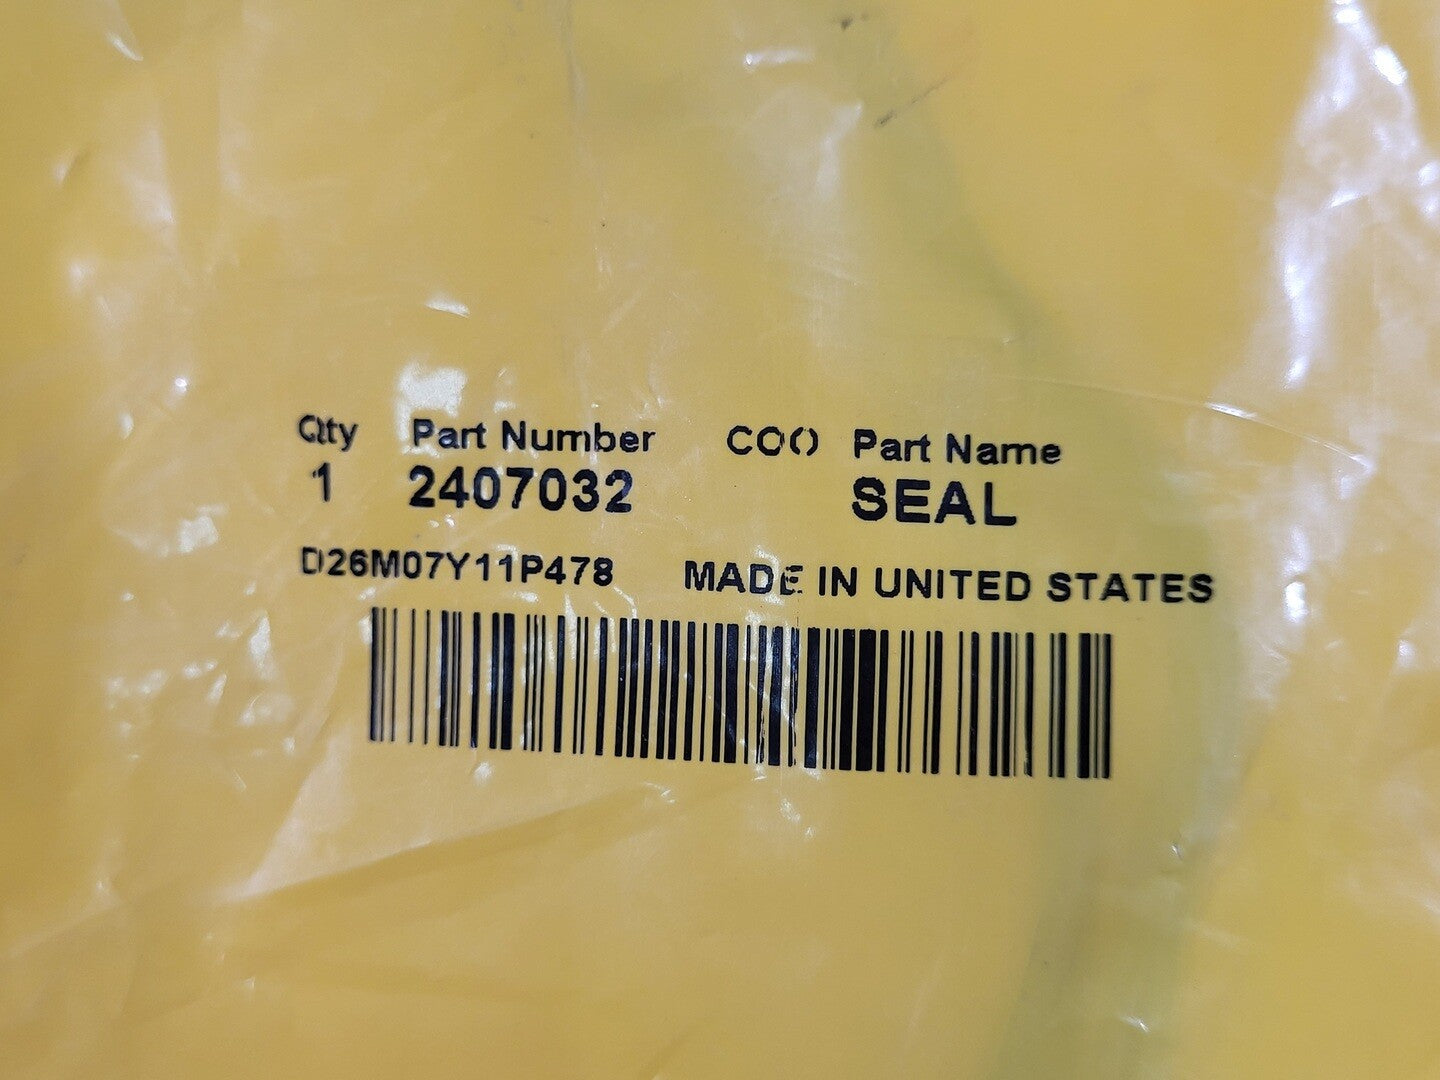 Qty Part Number COO Part Name
1 2407032 SEAL
D26M07Y11P478 MADE IN UNITED STATES